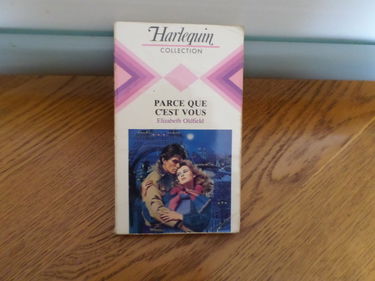 Harlequin
COLLECTION
PARCE QUE
C'EST VOUS
Elizabeth Oldfield